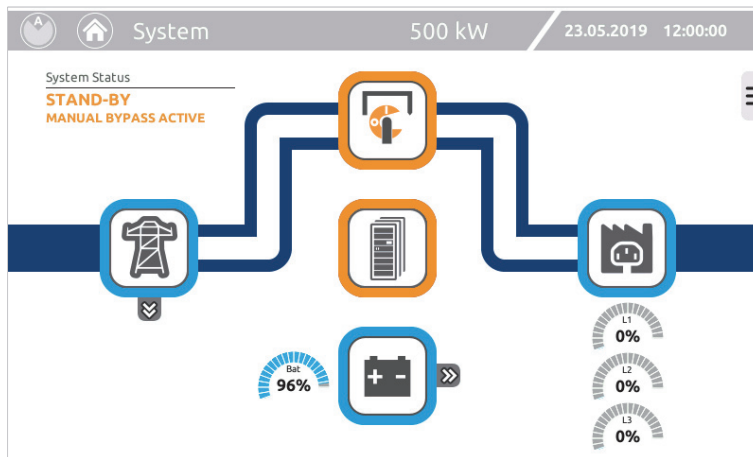 A
System
500 kW
23.05.2019 12:00:00
System Status
STAND-BY
MANUAL BYPASS ACTIVE
O
I
L1
0%
Bat
96%
+ -
L2
0%
L3
0%